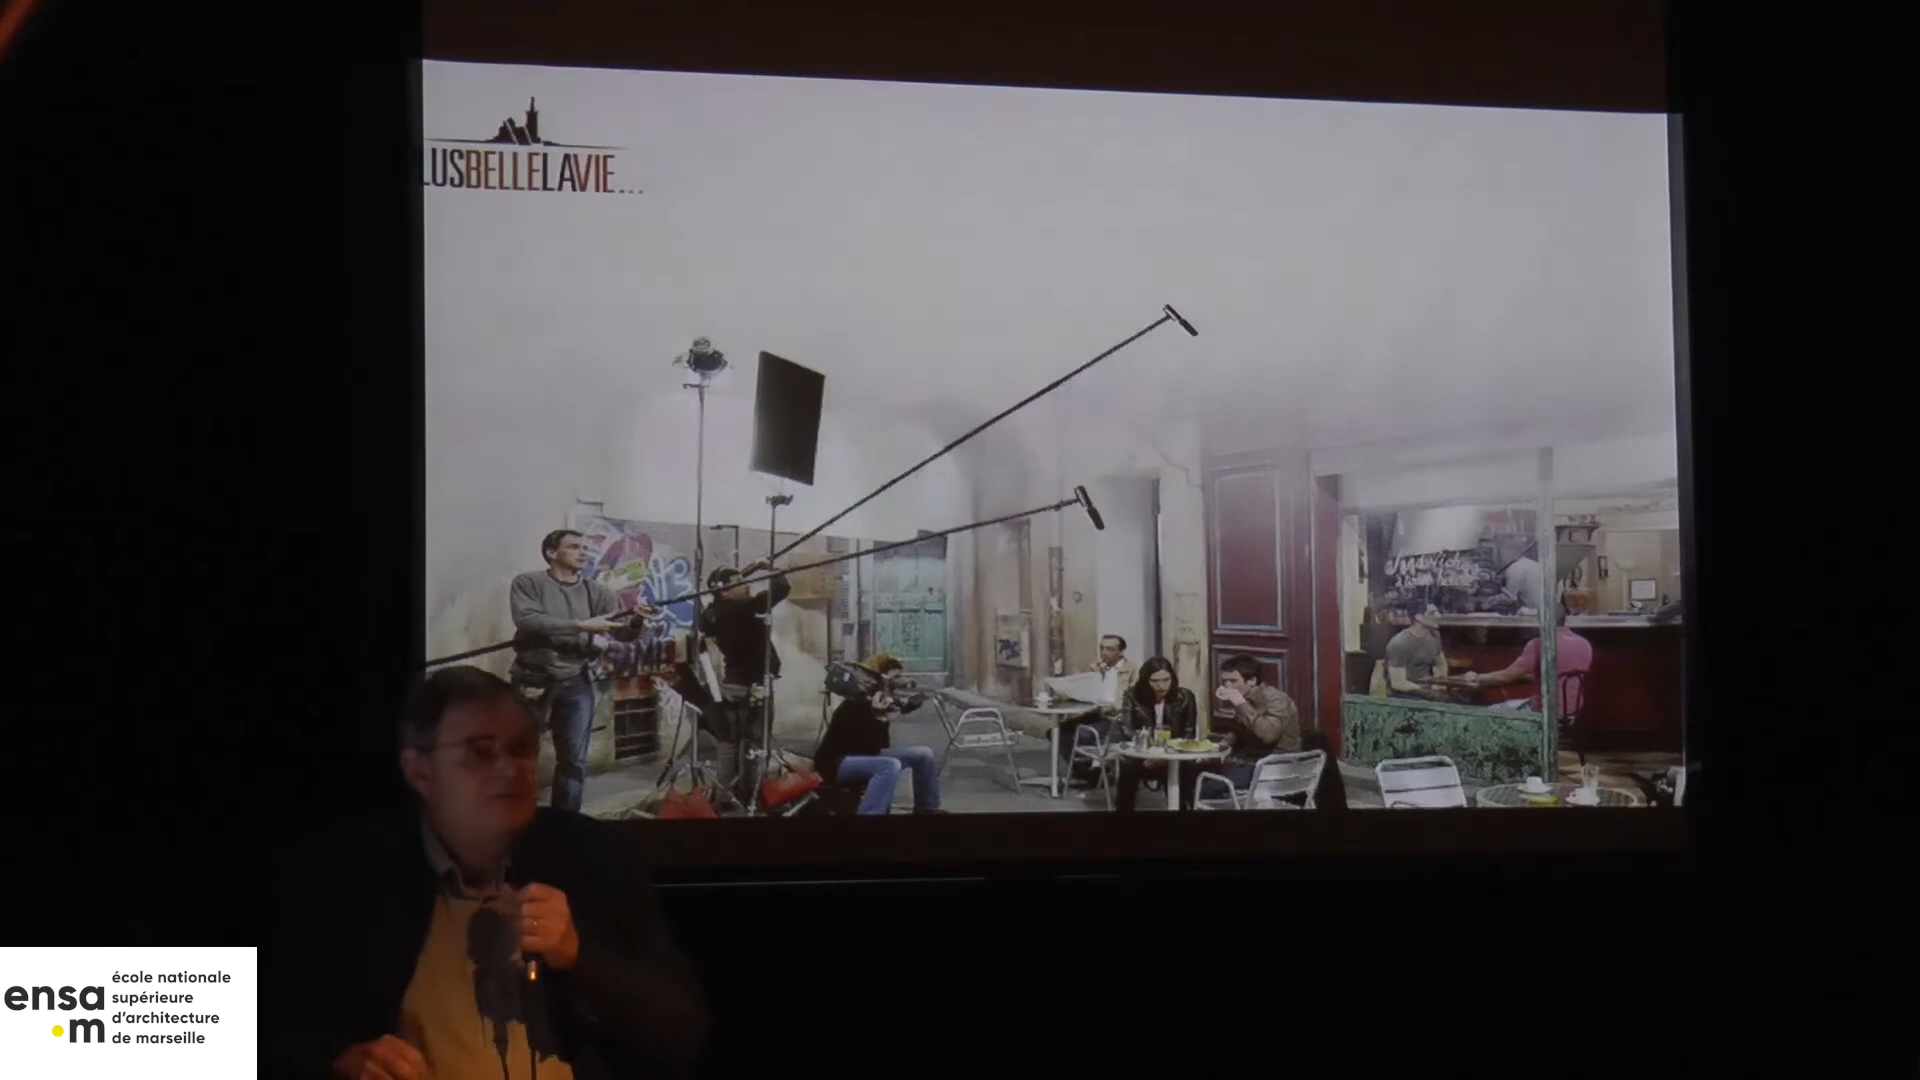 LUSBELLELAVIE...
ensa
•m
école nationale
supérieure
d'architecture
de marseille